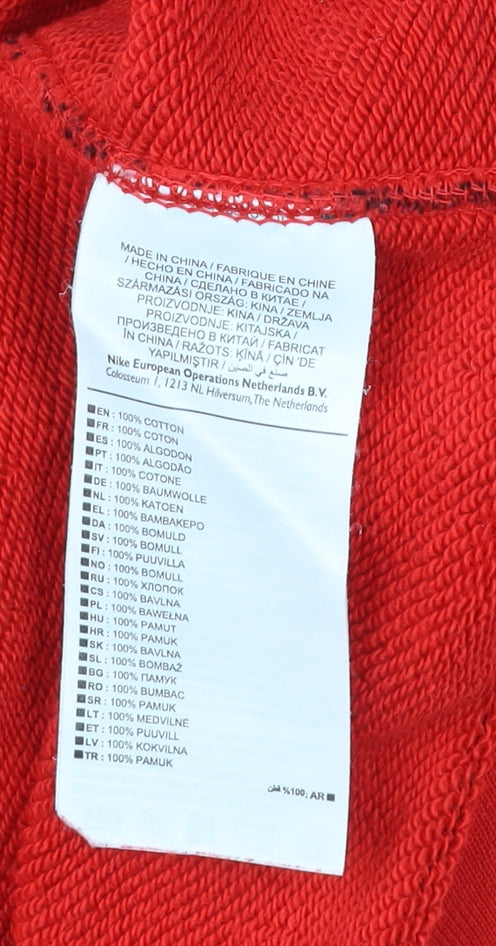 MADE IN CHINA / FABRIQUE EN CHINE
/ HECHO EN CHINA / FABRICADO NA
CHINA / СДЕЛАНО В КИТАЕ /
SZÁRMAZÁSI ORSZÁG: KÍNA / ZEMLJA
PROIZVODNJE: KINA / DRŽAVA
PROIZVODNJE: KITAJSKA /
ПРОИЗВЕДЕНО В КИТАЙ / FABRICAT
ÎN CHINA / RAŽOTS: ĶĪNĀ / ÇİN 'DE
YAPILMIŞTIR / صنع في الصين
Nike European Operations Netherlands B.V.
Colosseum 1, 1213 NL Hilversum, The Netherlands
EN : 100% COTTON
FR : 100% COTON
ES : 100% ALGODON
PT : 100% ALGODÃO
IT : 100% COTONE
DE : 100% BAUMWOLLE
NL : 100% KATOEN
EL : 100% ΒΑΜΒΑΚΕΡΟ
DA : 100% BOMULD
SV : 100% BOMULL
FI : 100% PUUVILLA
NO : 100% BOMULL
RU : 100% ХЛОПОК
CS : 100% BAVLNA
PL : 100% BAWEŁNA
HU : 100% PAMUT
HR : 100% PAMUK
SK : 100% BAVLNA
SL : 100% BOMBAŽ
BG : 100% ПАМУК
RO : 100% BUMBAC
SR : 100% PAMUK
LT : 100% MEDVILNĖ
ET : 100% PUUVILL
LV : 100% KOKVILNA
TR : 100% PAMUK
AR : 100% قطن